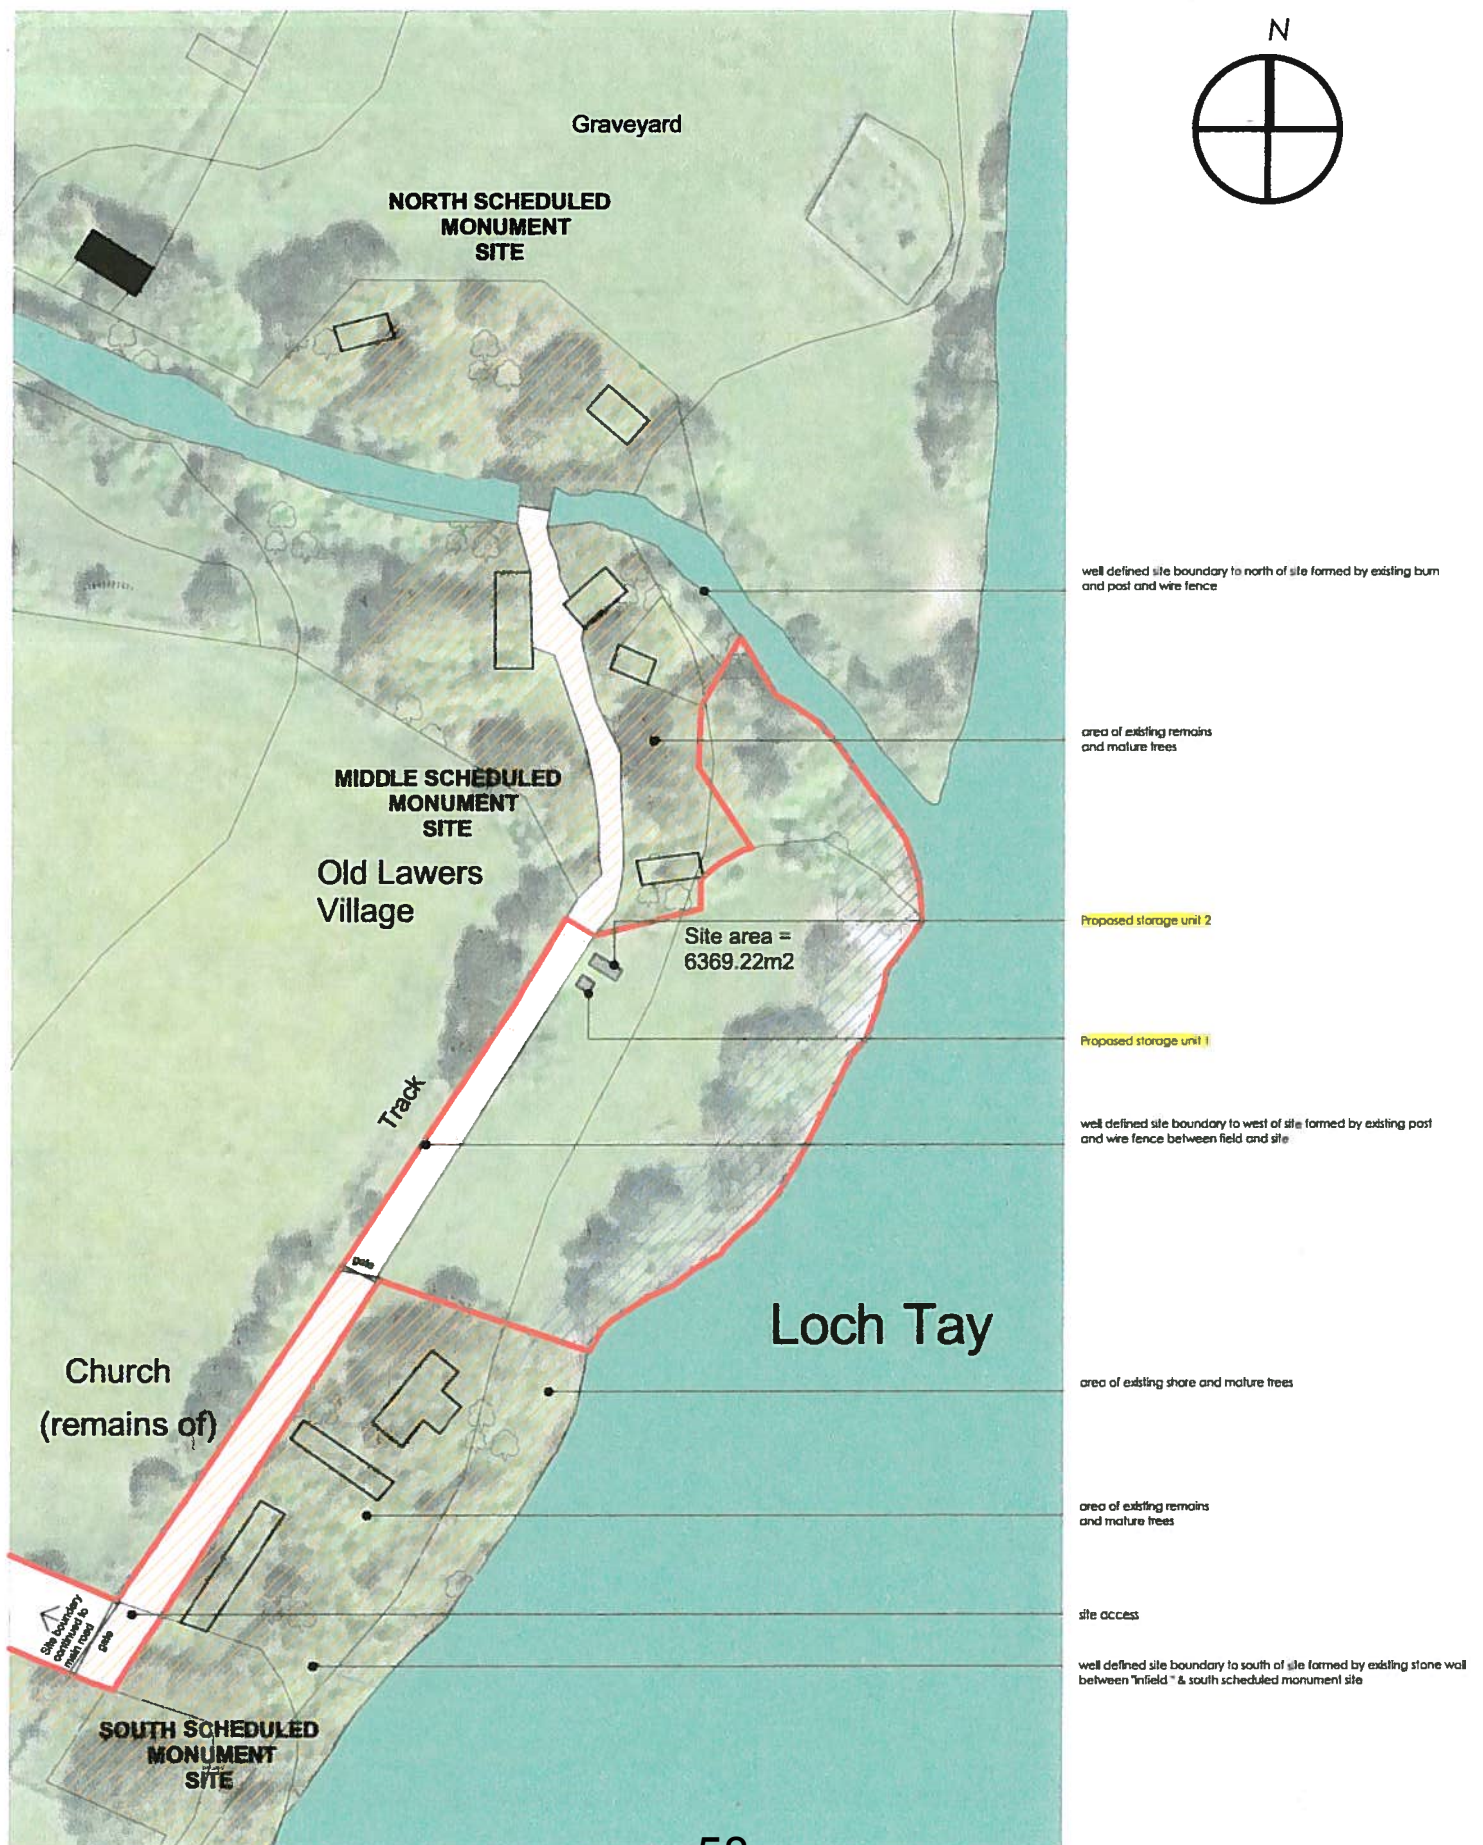 N
Graveyard
NORTH SCHEDULED
MONUMENT
SITE
well defined site boundary to north of site formed by existing burn
and post and wire fence
area of existing remains
and mature trees
MIDDLE SCHEDULED
MONUMENT
SITE
Old Lawers
Village
Proposed storage unit 2
Site area =
6369.22m2
Proposed storage unit 1
Track
well defined site boundary to west of site formed by existing post
and wire fence between field and site
gate
Loch Tay
Church
(remains of)
area of existing shore and mature trees
area of existing remains
and mature trees
Site boundary
continued to
main road
gate
site access
well defined site boundary to south of site formed by existing stone wall
between "infield " & south scheduled monument site
SOUTH SCHEDULED
MONUMENT
SITE